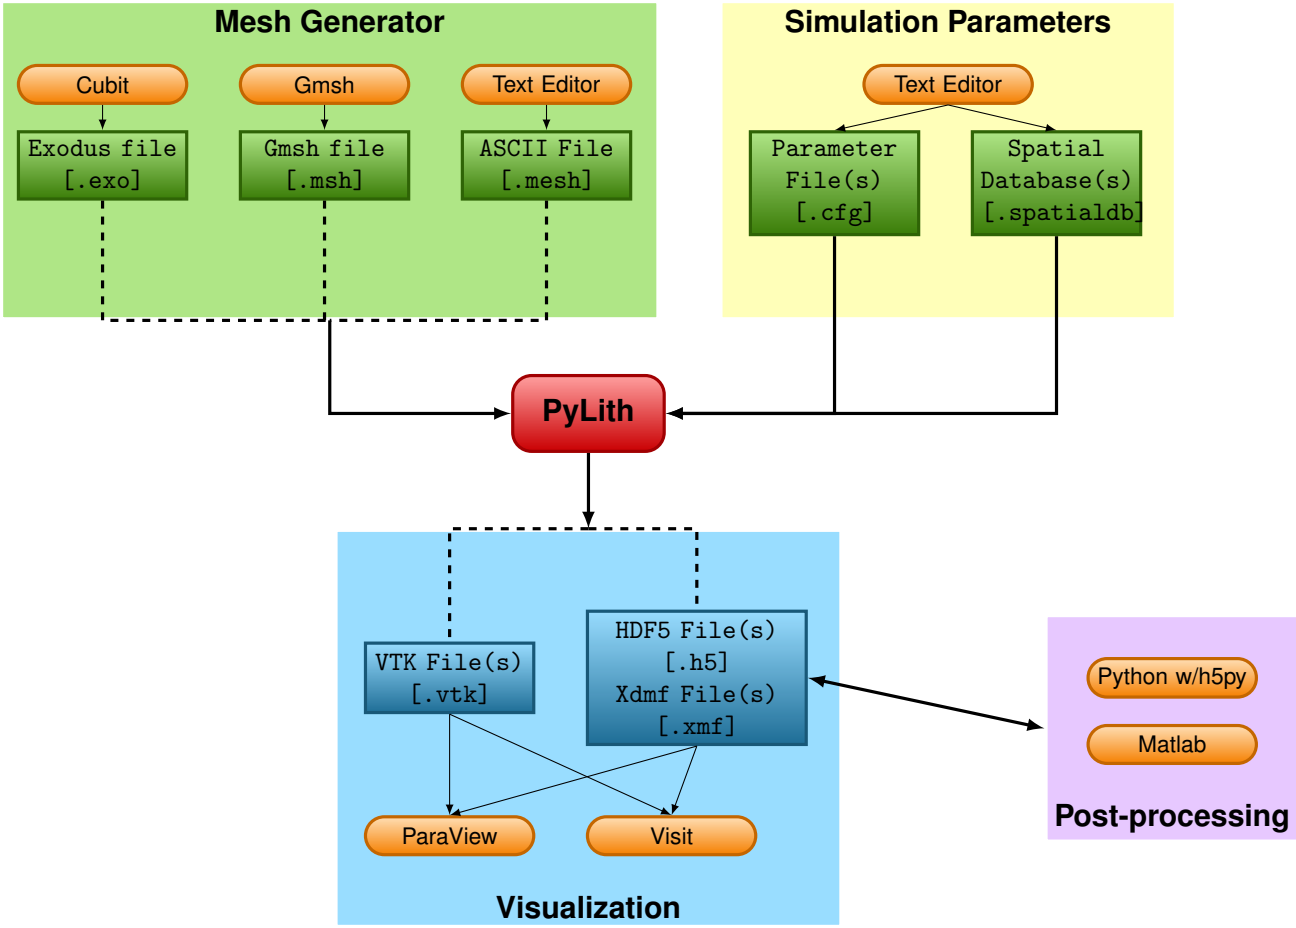 Mesh Generator
Cubit
Gmsh
Text Editor
Exodus file
[.exo]
Gmsh file
[.msh]
ASCII File
[.mesh]
Simulation Parameters
Text Editor
Parameter
File(s)
[.cfg]
Spatial
Database(s)
[.spatialdb]
PyLith
VTK File(s)
[.vtk]
HDF5 File(s)
[.h5]
Xdmf File(s)
[.xmf]
ParaView
Visit
Visualization
Python w/h5py
Matlab
Post-processing